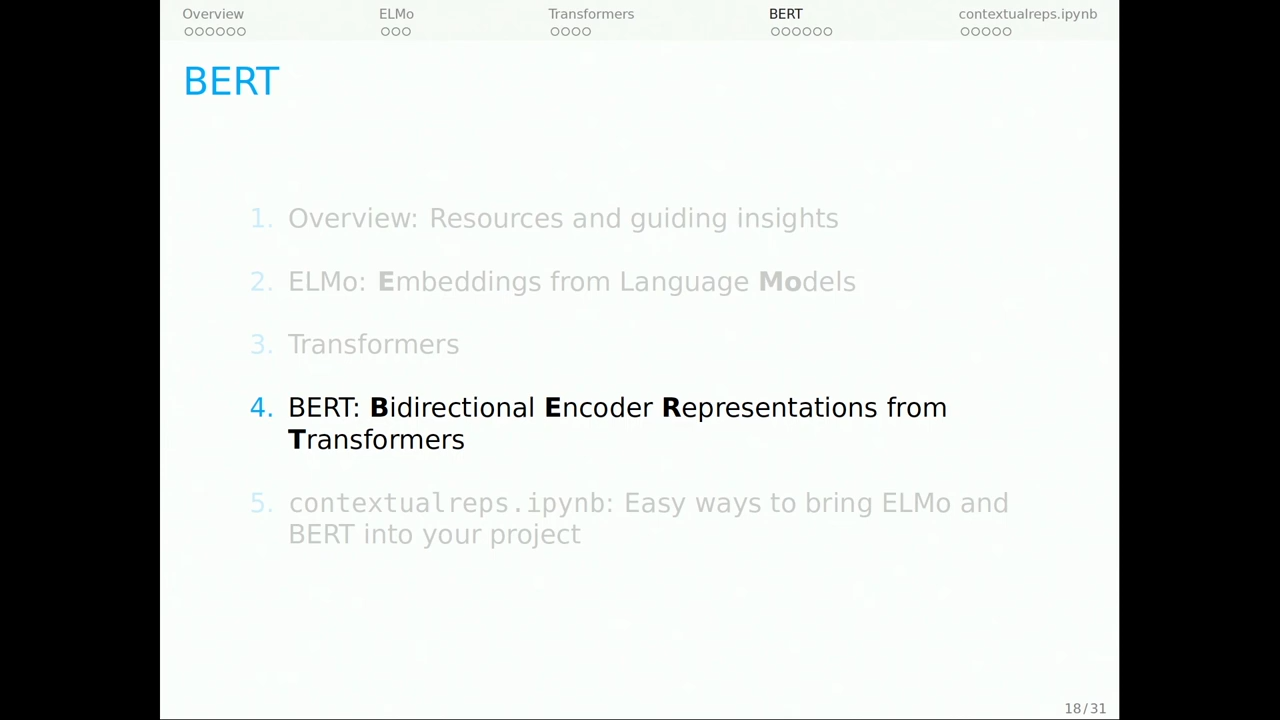 Overview ELMo Transformers BERT contextualreps.ipynb
BERT
1. Overview: Resources and guiding insights
2. ELMo: Embeddings from Language Models
3. Transformers
4. BERT: Bidirectional Encoder Representations from
Transformers
5. contextualreps.ipynb: Easy ways to bring ELMo and
BERT into your project
18/31